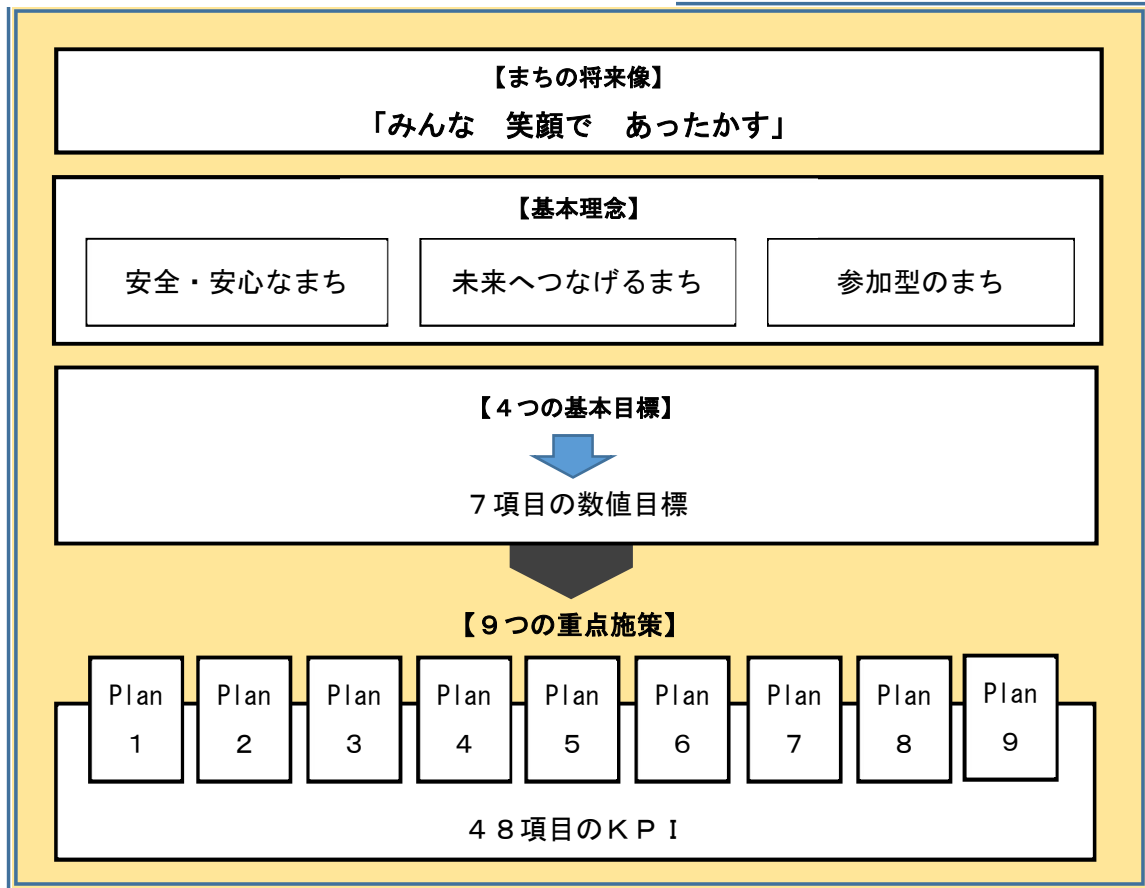 【まちの将来像】
「みんな　笑顔で　あったかす」
【基本理念】
安全・安心なまち
未来へつなげるまち
参加型のまち
【４つの基本目標】
７項目の数値目標
【９つの重点施策】
Plan
１
Plan
２
Plan
３
Plan
４
Plan
５
Plan
６
Plan
７
Plan
８
Plan
９
４８項目のＫＰＩ